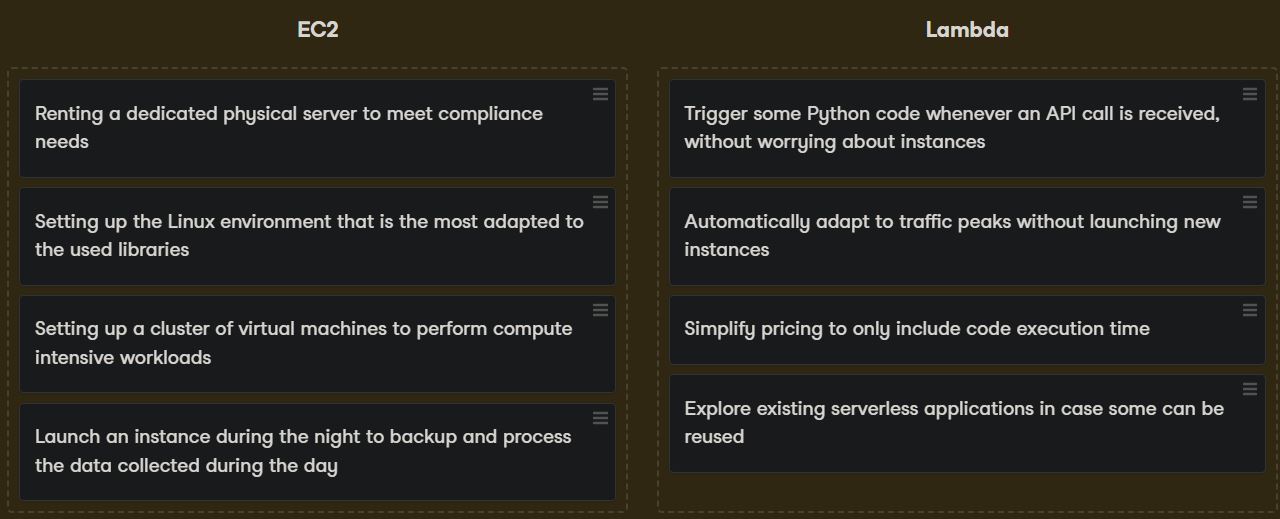 EC2
Renting a dedicated physical server to meet compliance
needs
Setting up the Linux environment that is the most adapted to
the used libraries
Setting up a cluster of virtual machines to perform compute
intensive workloads
Launch an instance during the night to backup and process
the data collected during the day
Lambda
Trigger some Python code whenever an API call is received,
without worrying about instances
Automatically adapt to traffic peaks without launching new
instances
Simplify pricing to only include code execution time
Explore existing serverless applications in case some can be
reused